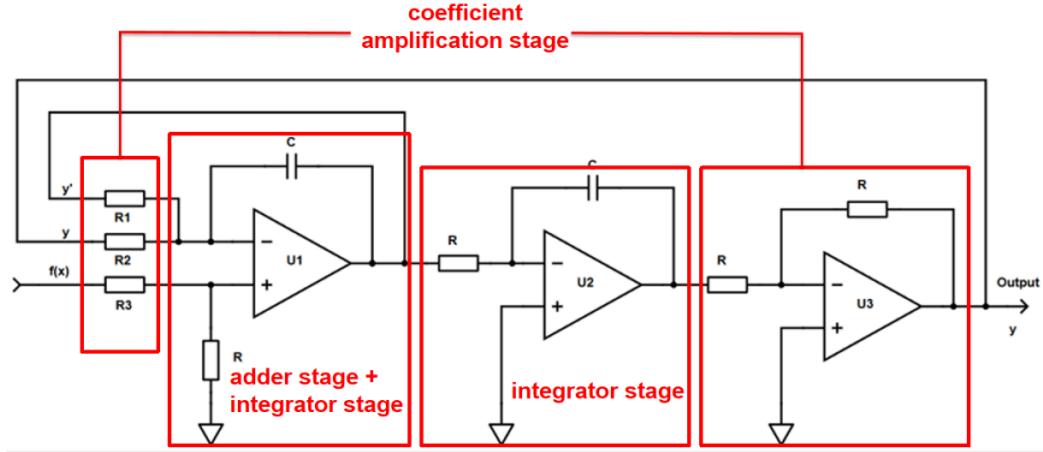 coefficient
amplification stage
C
C
R
y'
R1
R
R
y
U1
R2
U2
f(x)
Output
R3
U3
y
R
adder stage +
integrator stage
integrator stage